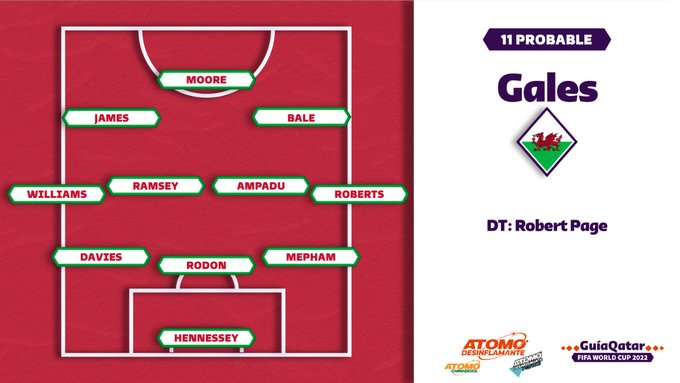 MOORE
JAMES
BALE
WILLIAMS
RAMSEY
AMPADU
ROBERTS
DAVIES
RODON
MEPHAM
HENNESSEY
11 PROBABLE
Gales
DT: Robert Page
ATOMO
DESINFLAMANTE
ATOMO
GuíaQatar
FIFA WORLD CUP 2022